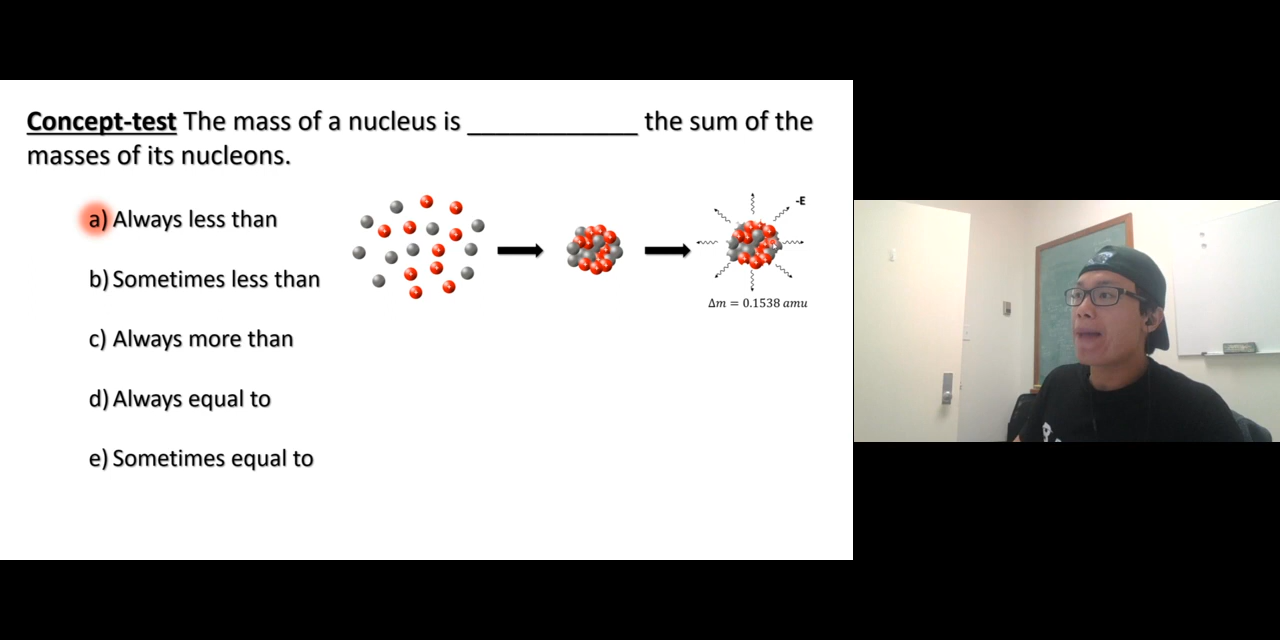 Concept-test The mass of a nucleus is _____________ the sum of the
masses of its nucleons.
a) Always less than
b) Sometimes less than
c) Always more than
d) Always equal to
e) Sometimes equal to
-E
Δm = 0.1538 amu